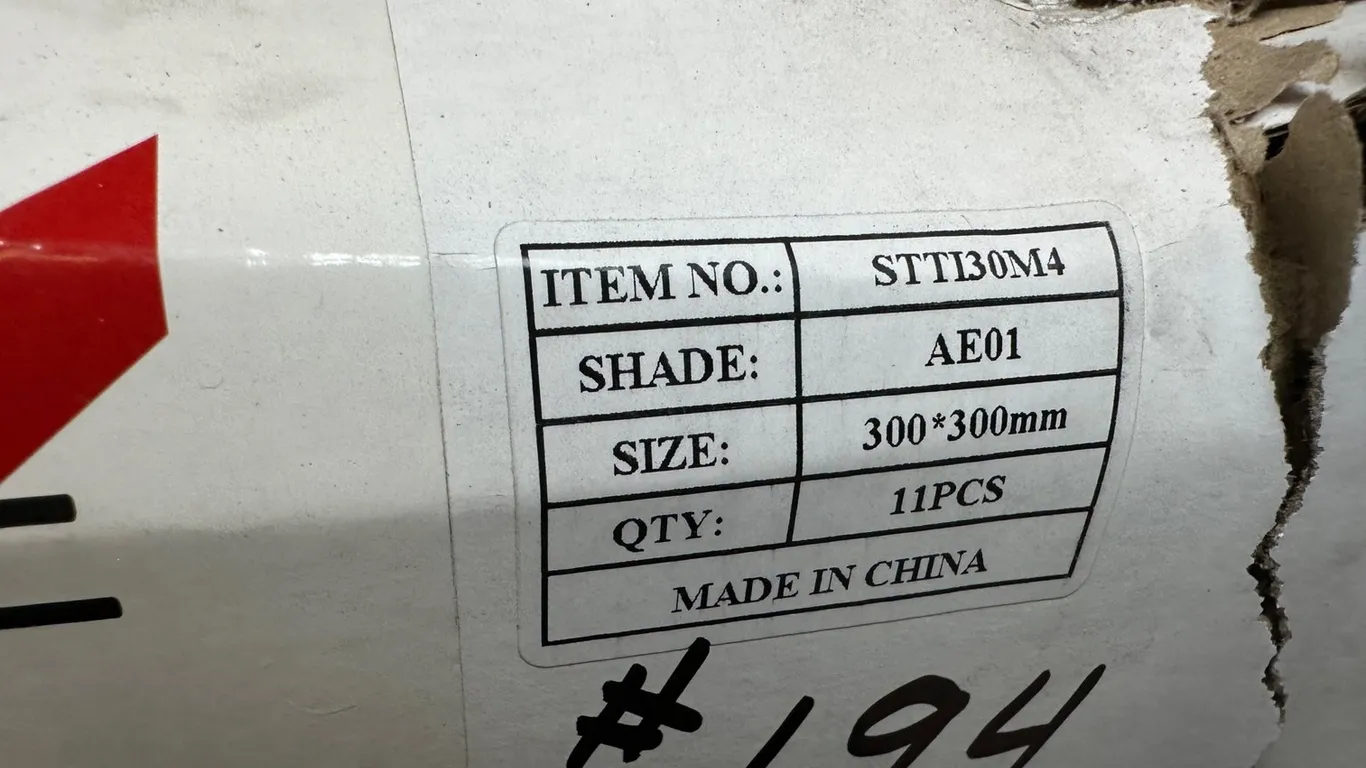 ITEM NO.: STTI30M4
SHADE: AE01
SIZE: 300*300mm
QTY: 11PCS
MADE IN CHINA
#194